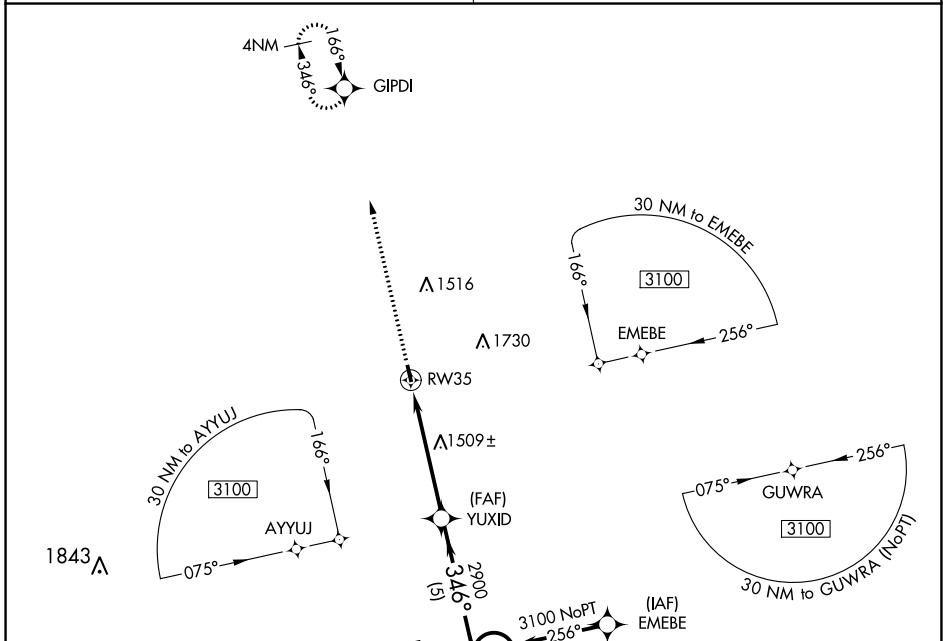 4NM
166°
346°
GIPDI
30 NM to EMEBE
166°
3100
1516
EMEBE
256°
1730
RW35
30 NM to AYYUJ
166°
3100
1509±
075°
256°
GUWRA
3100
(FAF)
YUXID
AYYUJ
1843
075°
30 NM to GUWRA (NoPT)
2900
346°
(5)
3100 NoPT
256°
(IAF)
EMEBE